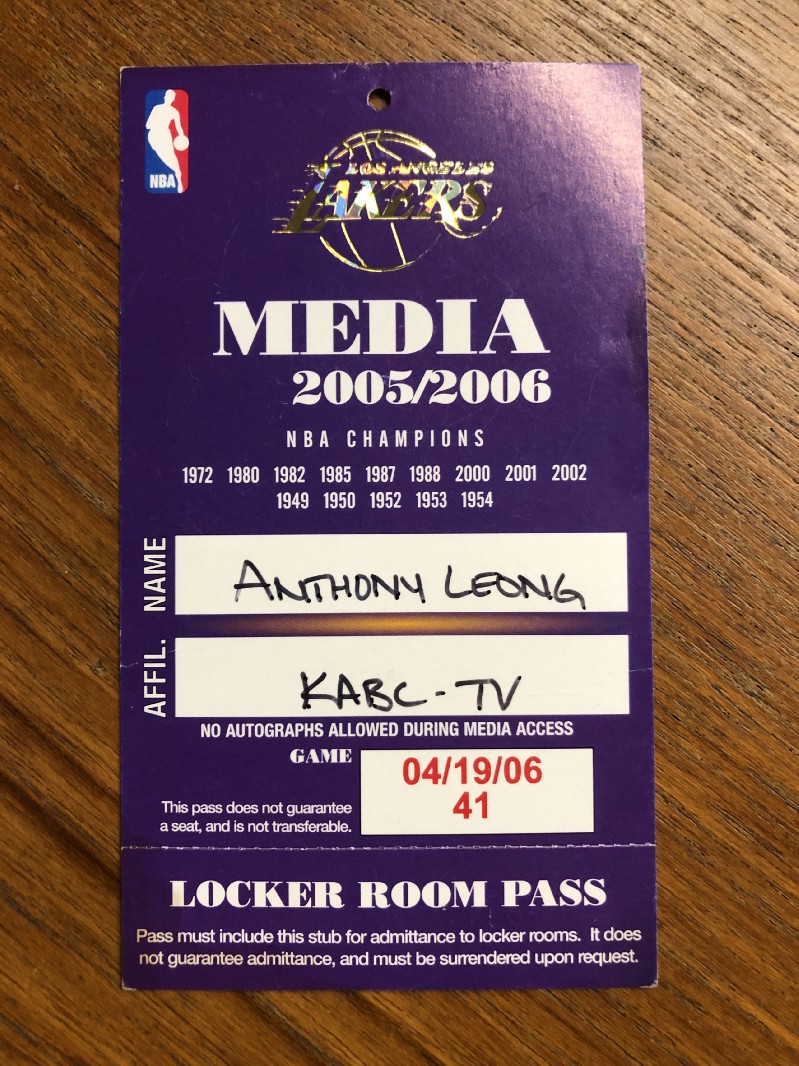 NBA
LOS ANGELES
LAKERS
MEDIA
2005/2006
NBA CHAMPIONS
1972 1980 1982 1985 1987 1988 2000 2001 2002
1949 1950 1952 1953 1954
NAME
ANTHONY LEONG
AFFIL.
KABC-TV
NO AUTOGRAPHS ALLOWED DURING MEDIA ACCESS
GAME
04/19/06
41
This pass does not guarantee
a seat, and is not transferable.
LOCKER ROOM PASS
Pass must include this stub for admittance to locker rooms. It does
not guarantee admittance, and must be surrendered upon request.